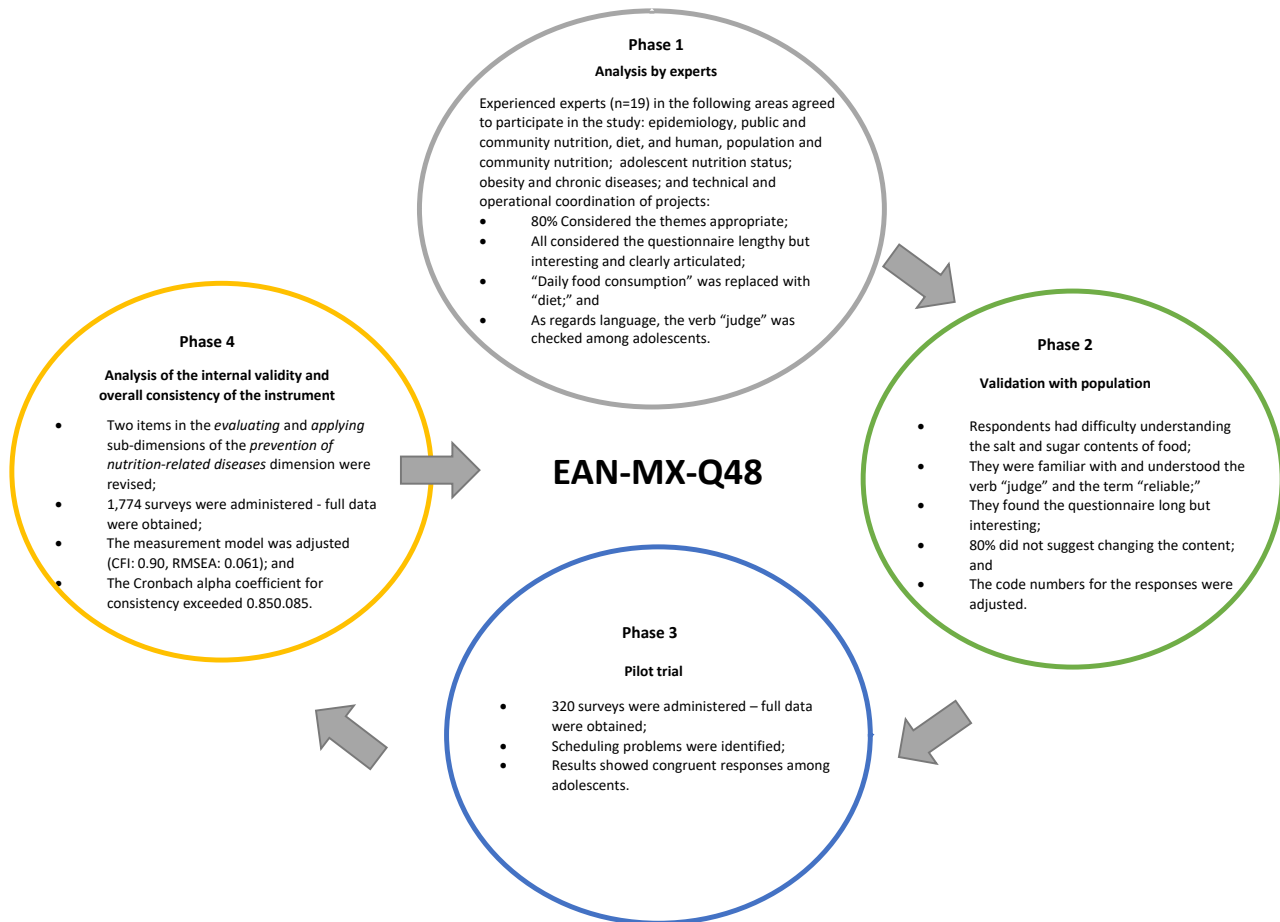 Phase 1
Analysis by experts
Experienced experts (n=19) in the following areas agreed
to participate in the study: epidemiology, public and
community nutrition, diet, and human, population and
community nutrition; adolescent nutrition status;
obesity and chronic diseases; and technical and
operational coordination of projects:
• 80% Considered the themes appropriate;
• All considered the questionnaire lengthy but
interesting and clearly articulated;
• “Daily food consumption” was replaced with
“diet;” and
• As regards language, the verb “judge” was
checked among adolescents.
Phase 2
Validation with population
• Respondents had difficulty understanding
the salt and sugar contents of food;
• They were familiar with and understood the
verb “judge” and the term “reliable;”
• They found the questionnaire long but
interesting;
• 80% did not suggest changing the content;
and
• The code numbers for the responses were
adjusted.
Phase 3
Pilot trial
• 320 surveys were administered – full data
were obtained;
• Scheduling problems were identified;
• Results showed congruent responses among
adolescents.
Phase 4
Analysis of the internal validity and
overall consistency of the instrument
• Two items in the evaluating and applying
sub-dimensions of the prevention of
nutrition-related diseases dimension were
revised;
• 1,774 surveys were administered - full data
were obtained;
• The measurement model was adjusted
(CFI: 0.90, RMSEA: 0.061); and
• The Cronbach alpha coefficient for
consistency exceeded 0.850.085.
EAN-MX-Q48